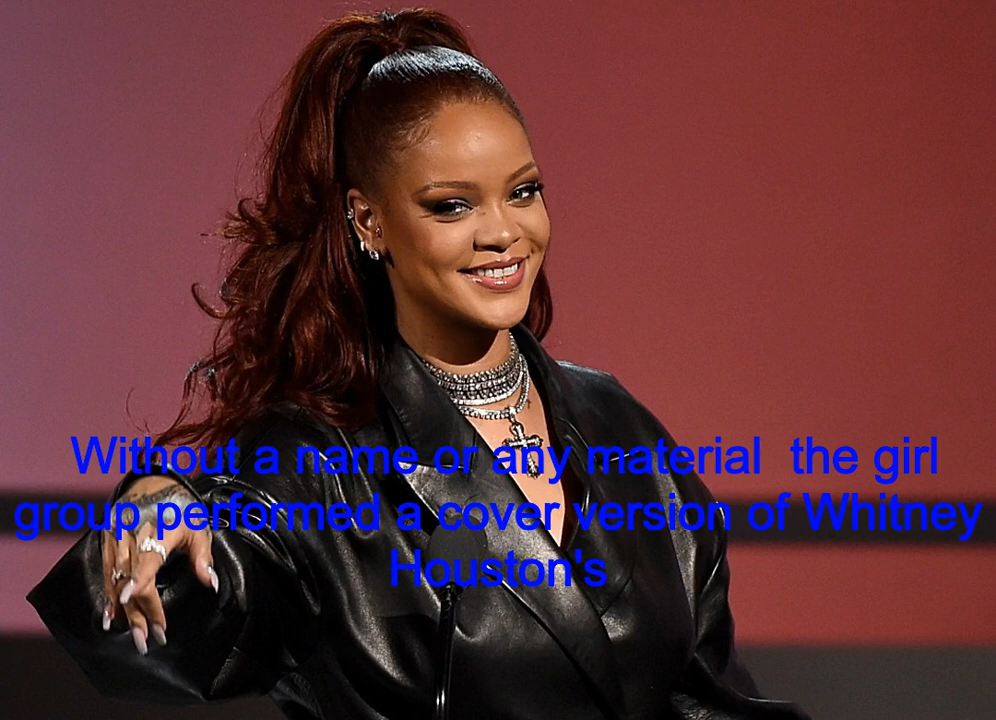 Without a name or any material  the girl
group performed a cover version of Whitney
Houston's